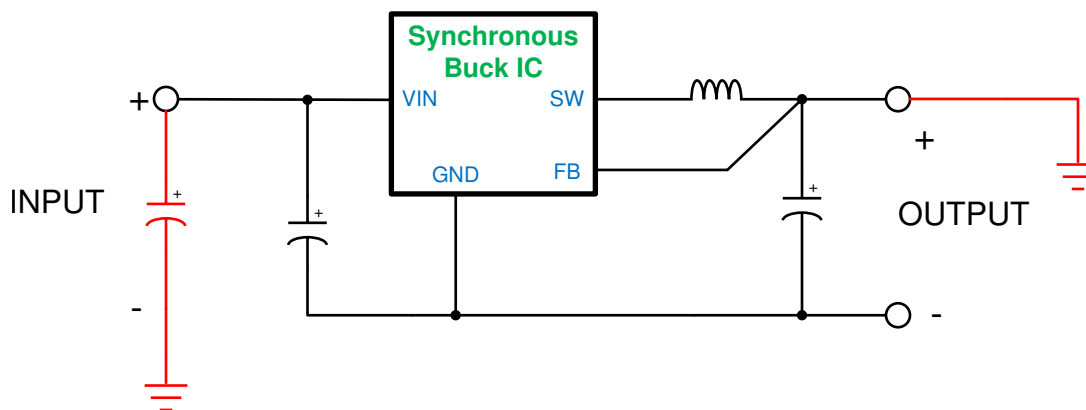 Synchronous
Buck IC
+
VIN
SW
+
+
GND
FB
INPUT
+
+
+
OUTPUT
-
-